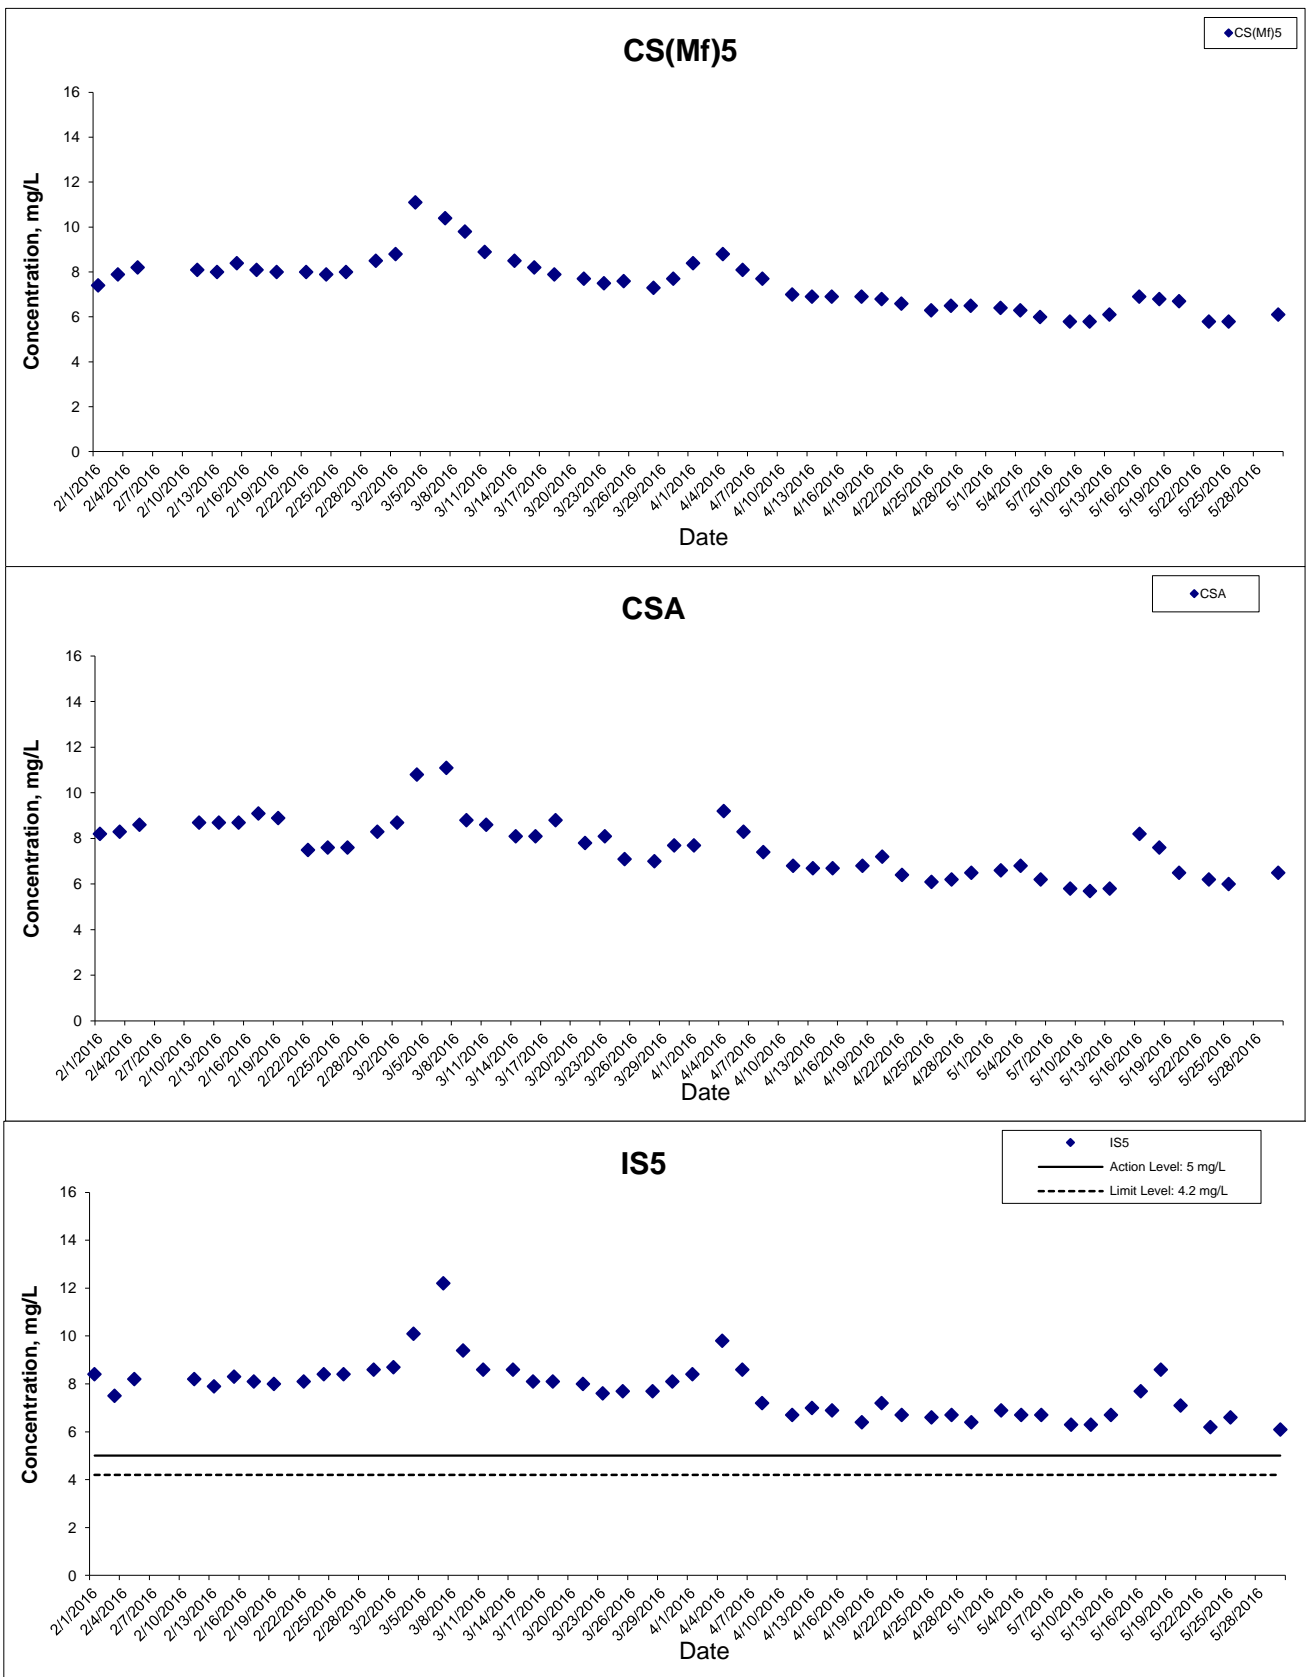 CS(Mf)5
CS(Mf)5
Concentration, mg/L
16
14
12
10
8
6
4
2
0
2/1/2016 2/4/2016 2/7/2016 2/10/2016 2/13/2016 2/16/2016 2/19/2016 2/22/2016 2/25/2016 2/28/2016 3/2/2016 3/5/2016 3/8/2016 3/11/2016 3/14/2016 3/17/2016 3/20/2016 3/23/2016 3/26/2016 3/29/2016 4/1/2016 4/4/2016 4/7/2016 4/10/2016 4/13/2016 4/16/2016 4/19/2016 4/22/2016 4/25/2016 4/28/2016 5/1/2016 5/4/2016 5/7/2016 5/10/2016 5/13/2016 5/16/2016 5/19/2016 5/22/2016 5/25/2016 5/28/2016
Date
CSA
CSA
Concentration, mg/L
16
14
12
10
8
6
4
2
0
2/1/2016 2/4/2016 2/7/2016 2/10/2016 2/13/2016 2/16/2016 2/19/2016 2/22/2016 2/25/2016 2/28/2016 3/2/2016 3/5/2016 3/8/2016 3/11/2016 3/14/2016 3/17/2016 3/20/2016 3/23/2016 3/26/2016 3/29/2016 4/1/2016 4/4/2016 4/7/2016 4/10/2016 4/13/2016 4/16/2016 4/19/2016 4/22/2016 4/25/2016 4/28/2016 5/1/2016 5/4/2016 5/7/2016 5/10/2016 5/13/2016 5/16/2016 5/19/2016 5/22/2016 5/25/2016 5/28/2016
Date
IS5
IS5
Action Level: 5 mg/L
Limit Level: 4.2 mg/L
Concentration, mg/L
16
14
12
10
8
6
4
2
0
2/1/2016 2/4/2016 2/7/2016 2/10/2016 2/13/2016 2/16/2016 2/19/2016 2/22/2016 2/25/2016 2/28/2016 3/2/2016 3/5/2016 3/8/2016 3/11/2016 3/14/2016 3/17/2016 3/20/2016 3/23/2016 3/26/2016 3/29/2016 4/1/2016 4/4/2016 4/7/2016 4/10/2016 4/13/2016 4/16/2016 4/19/2016 4/22/2016 4/25/2016 4/28/2016 5/1/2016 5/4/2016 5/7/2016 5/10/2016 5/13/2016 5/16/2016 5/19/2016 5/22/2016 5/25/2016 5/28/2016
Date